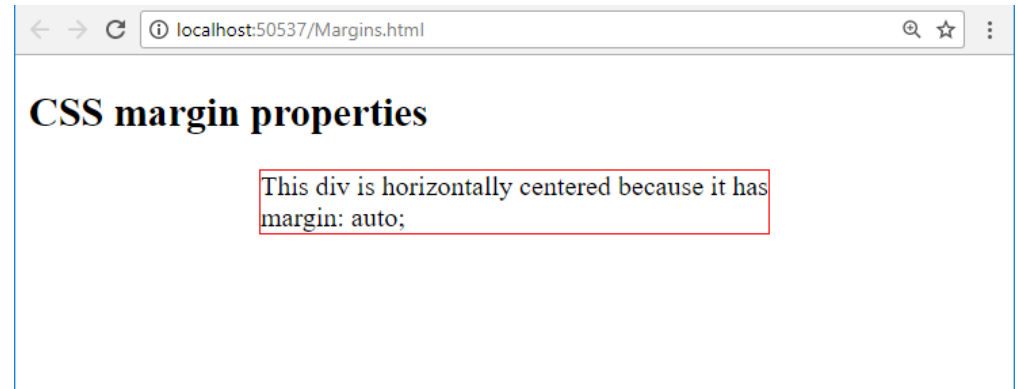 localhost:50537/Margins.html
CSS margin properties
This div is horizontally centered because it has
margin: auto;